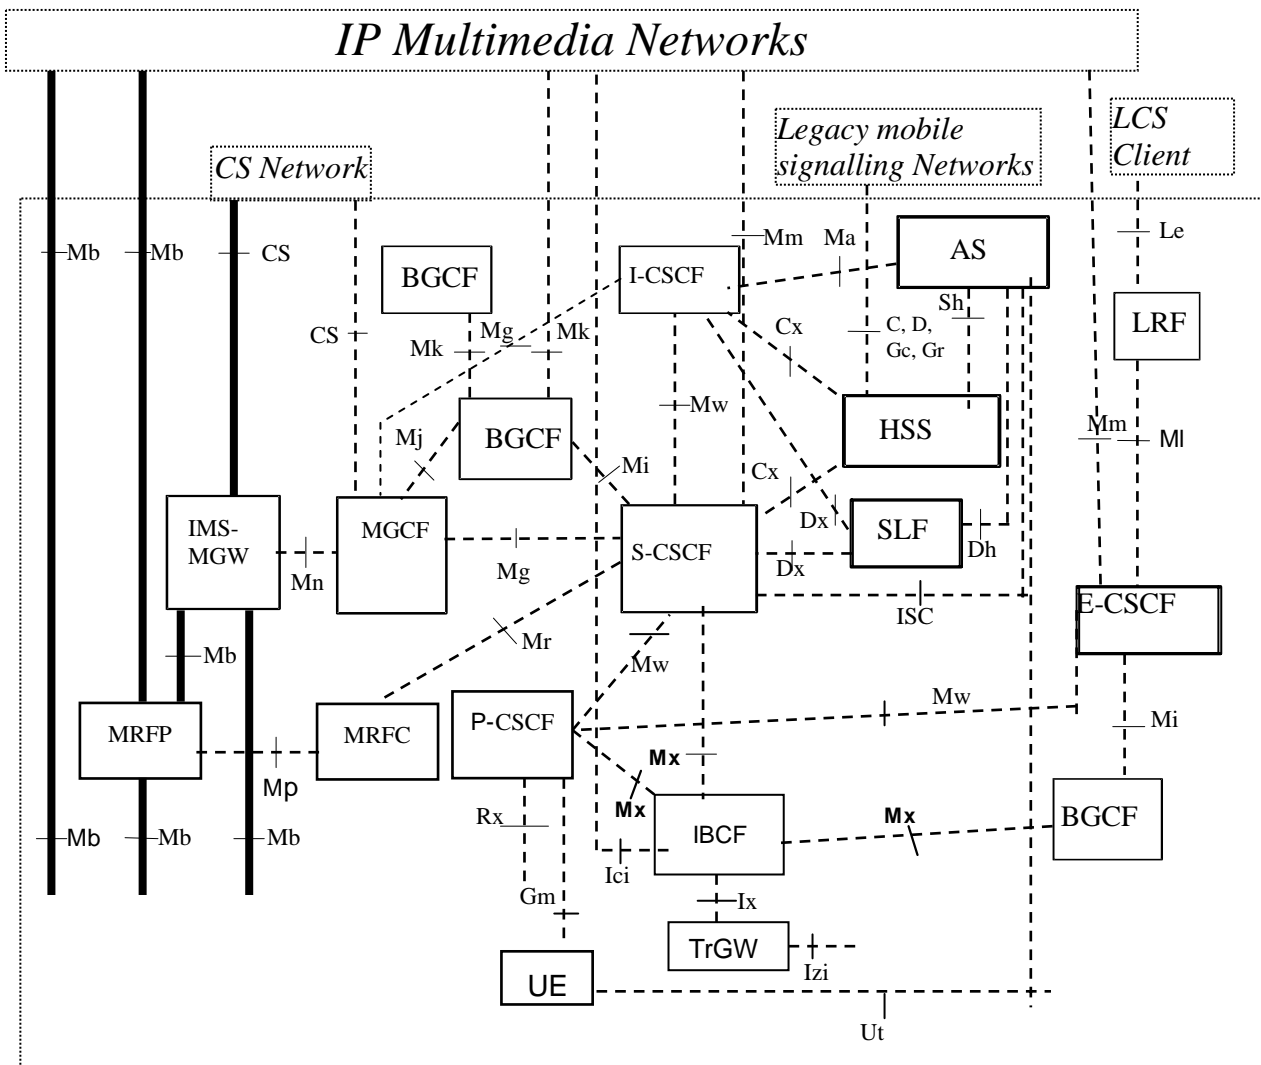 IP Multimedia Networks
Legacy mobile
signalling Networks
LCS
Client
CS Network
Mb
Mb
CS
BGCF
I-CSCF
Mm
Ma
AS
Le
Sh
LRF
CS
Mk
Mg
Mk
Cx
C, D,
Gc, Gr
Mw
Mj
BGCF
Mi
HSS
Mm
Ml
Cx
IMS-
MGW
MGCF
S-CSCF
Dx
SLF
Dh
Mn
Mg
Dx
ISC
E-CSCF
Mb
Mr
Mw
Mw
MRFP
MRFC
P-CSCF
Mi
Mp
Mx
Mx
Rx
Mx
BGCF
Mb
Mb
Mb
IBCF
Ici
Gm
Ix
TrGW
Izi
UE
Ut